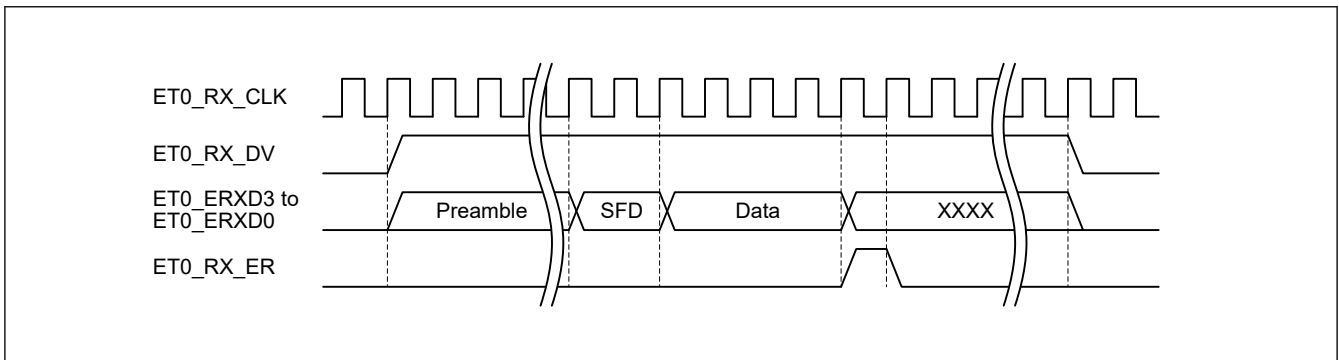 ET0_RX_CLK
ET0_RX_DV
ET0_ERXD3 to
ET0_ERXD0
Preamble
SFD
Data
XXXX
ET0_RX_ER